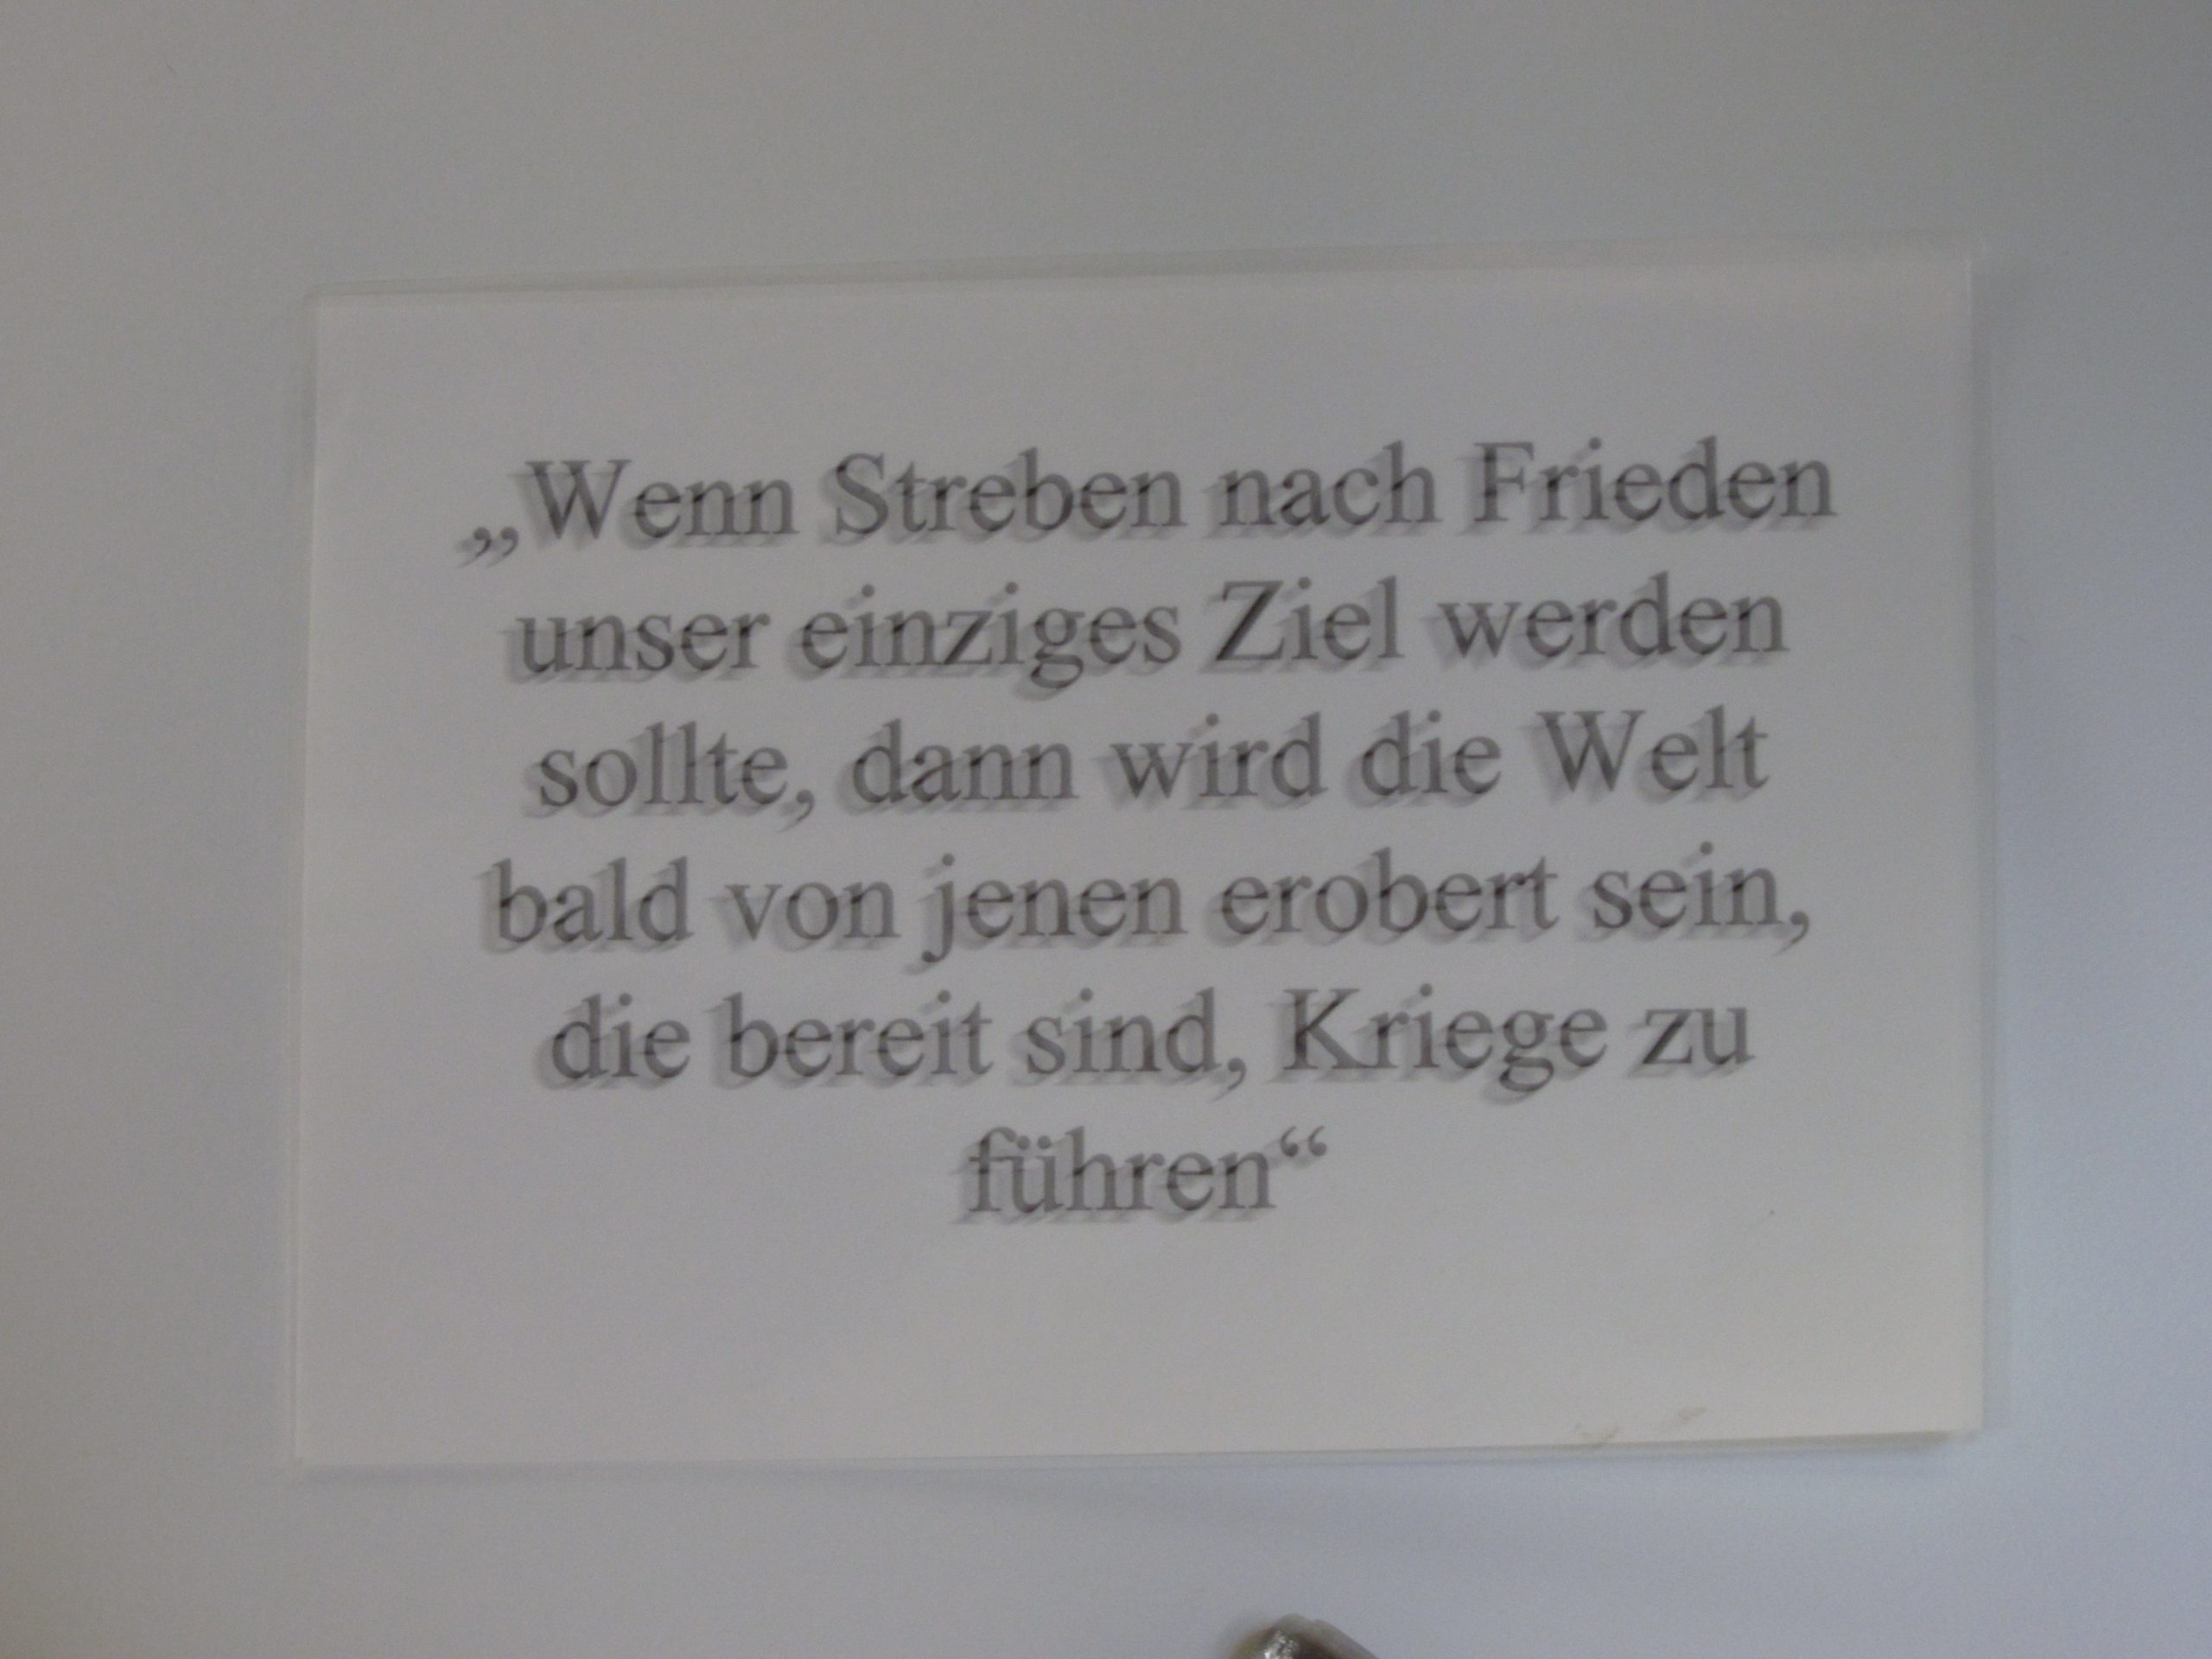 „Wenn Streben nach Frieden
unser einziges Ziel werden
sollte, dann wird die Welt
bald von jenen erobert sein,
die bereit sind, Kriege zu
führen“